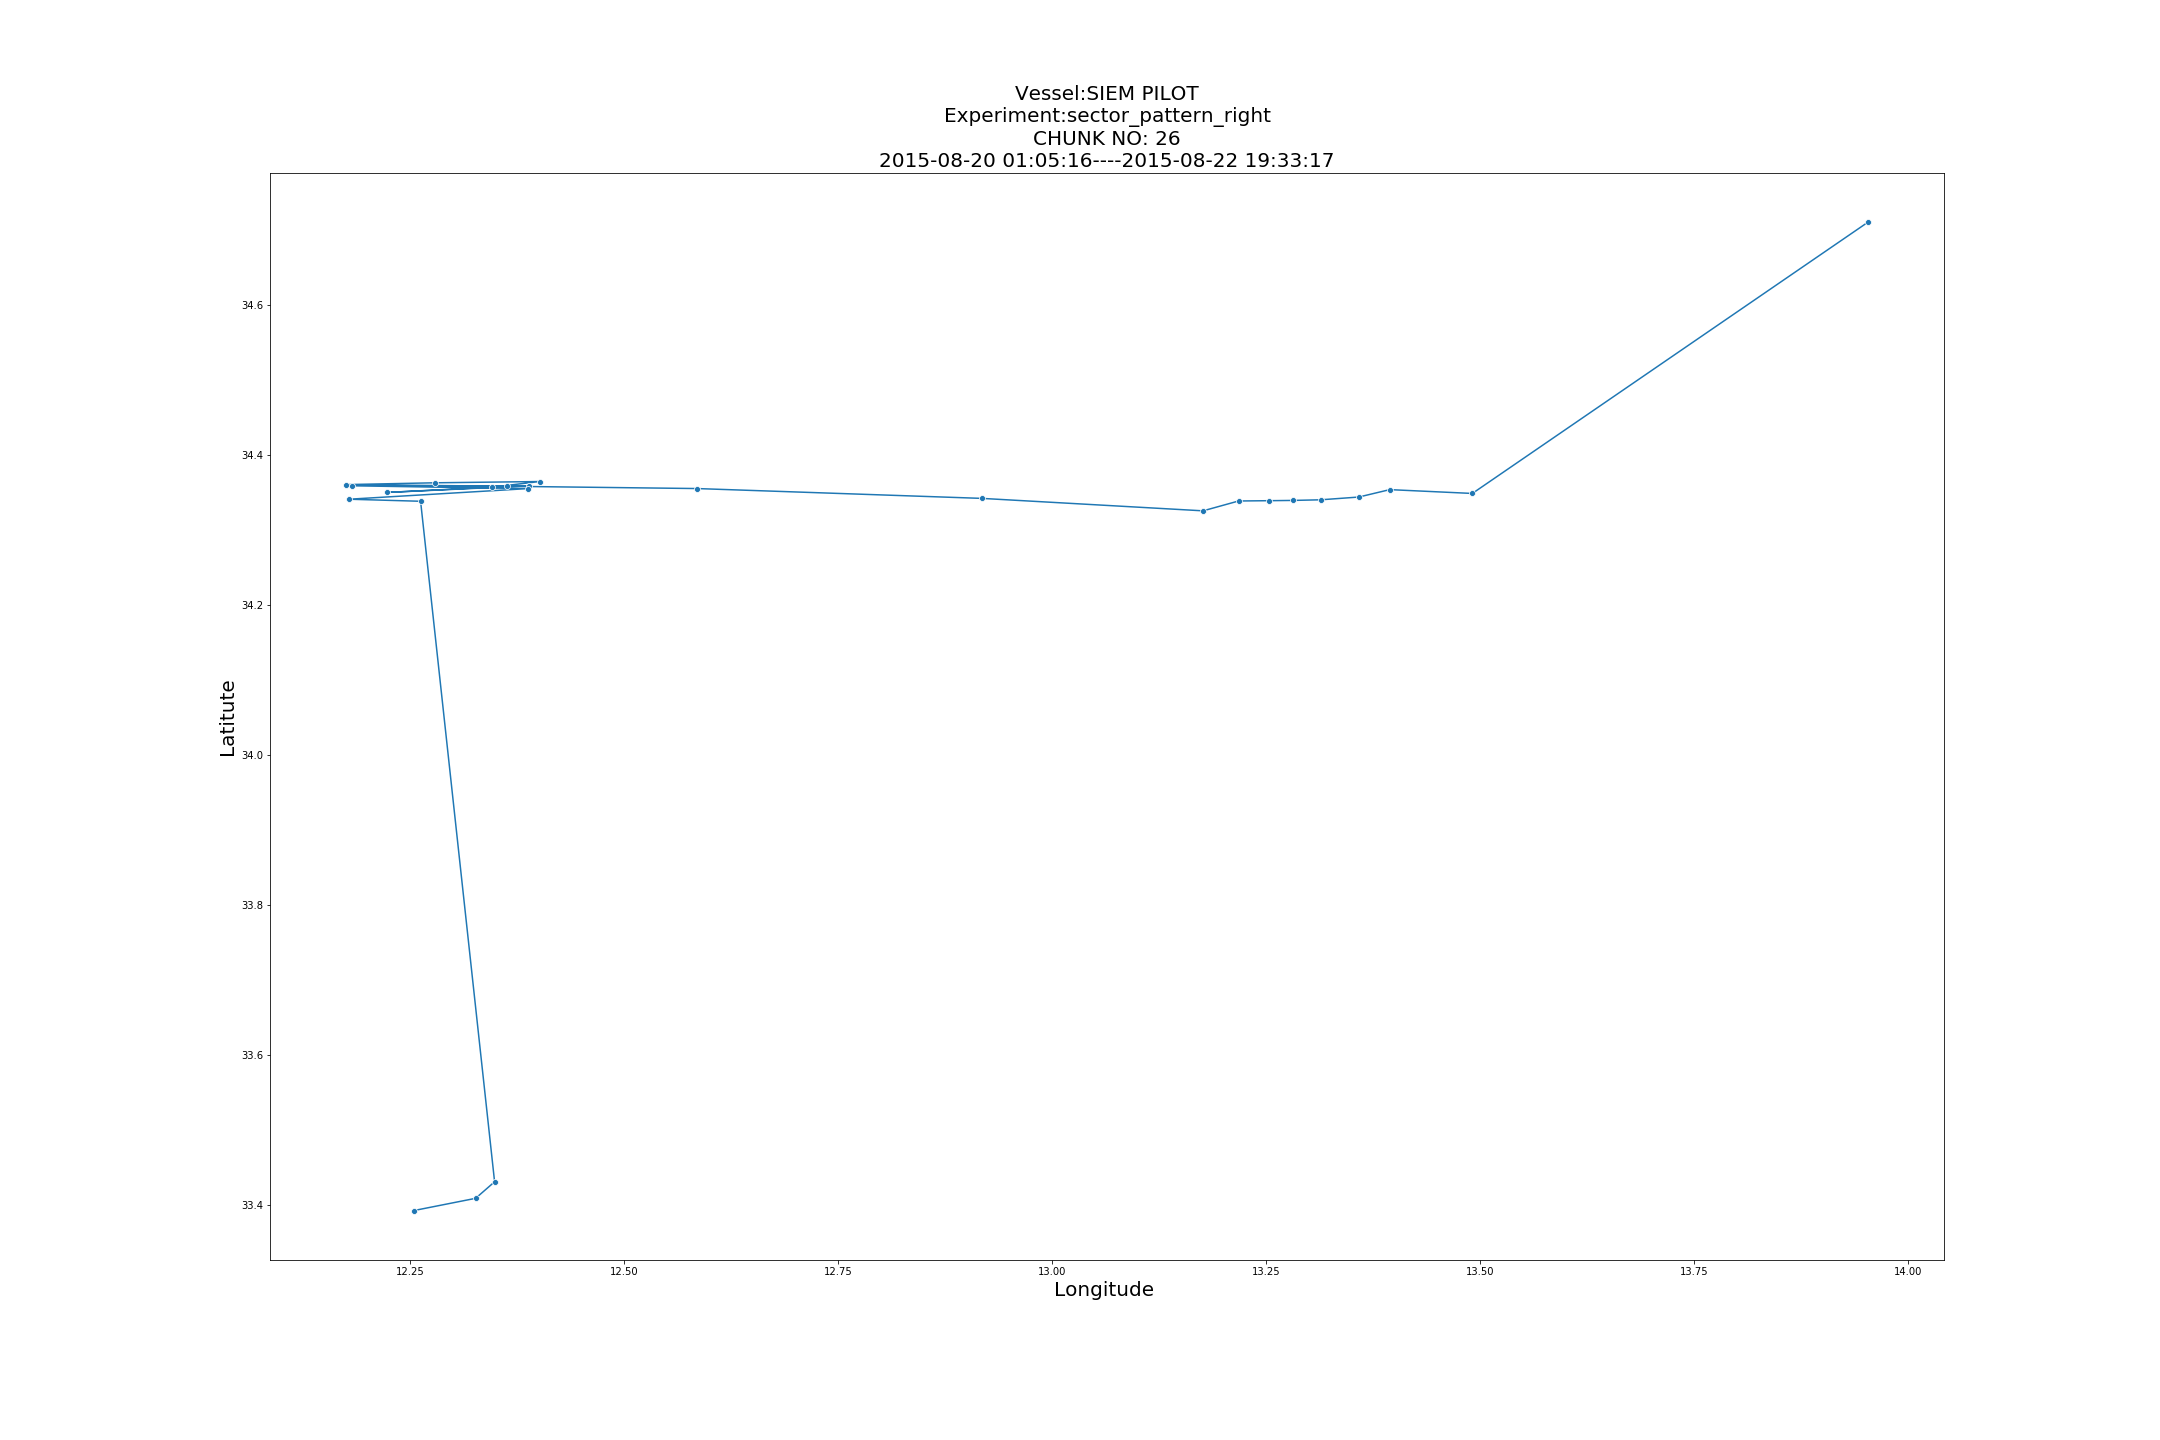 Vessel:SIEM PILOT
Experiment:sector_pattern_right
CHUNK NO: 26
2015-08-20 01:05:16----2015-08-22 19:33:17
34.6
34.4
34.2
34.0
33.8
33.6
33.4
Latitute
12.25
12.50
12.75
13.00
13.25
13.50
13.75
14.00
Longitude